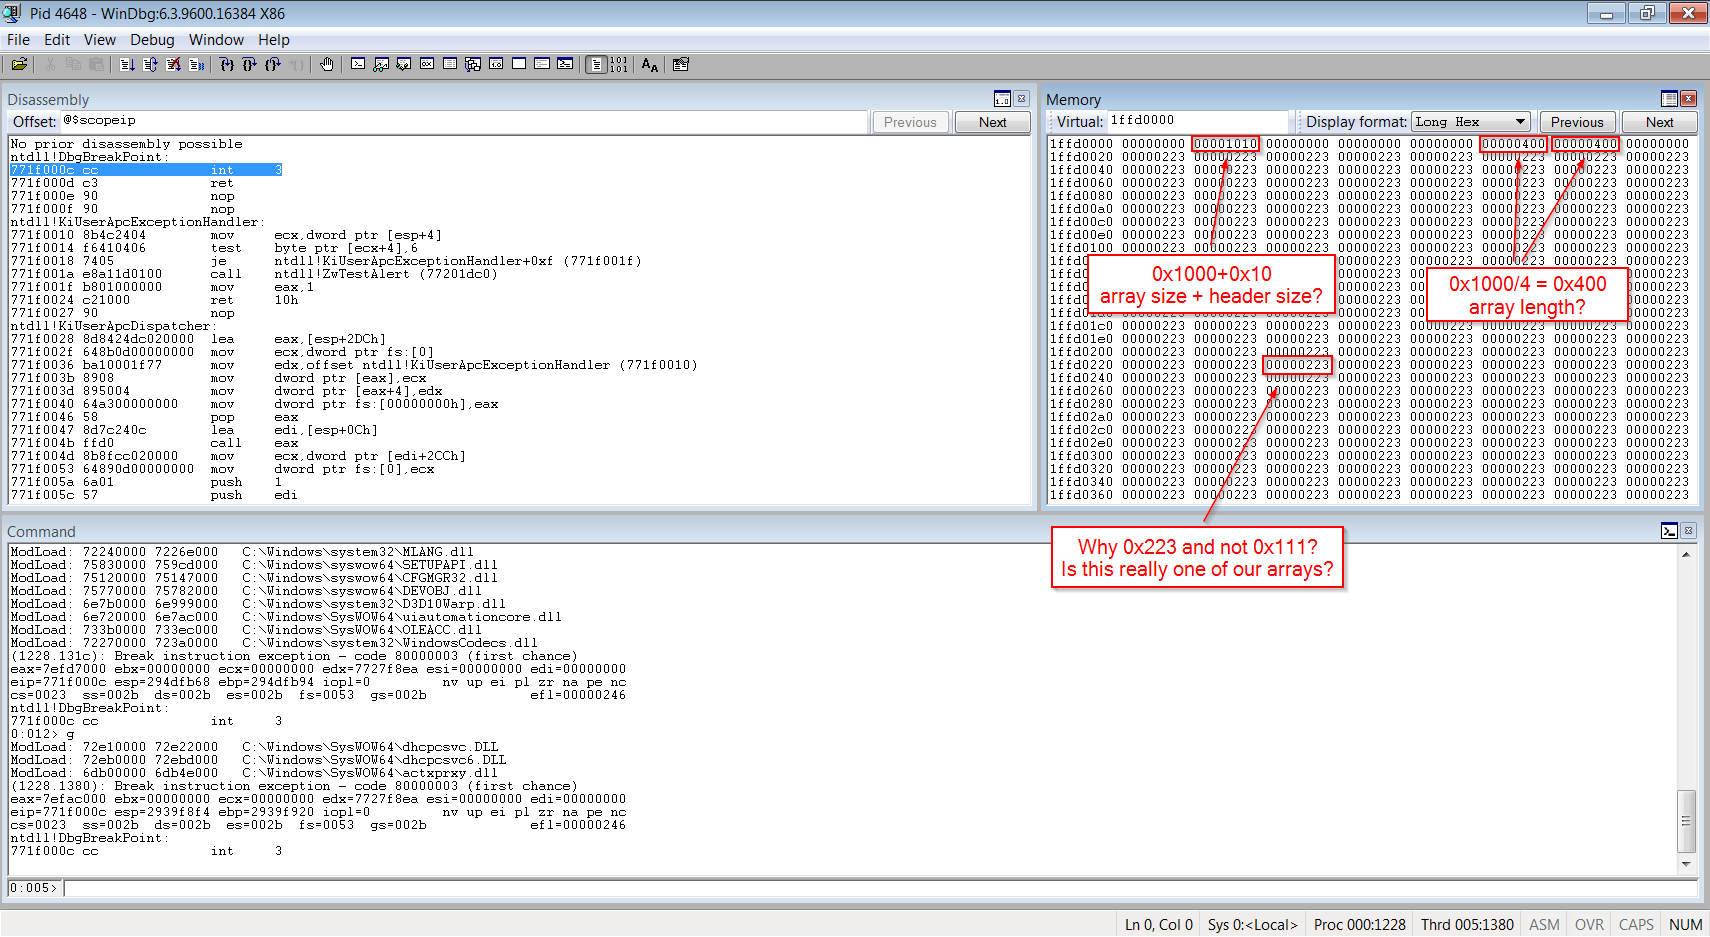 Pid 4648 - WinDbg:6.3.9600.16384 X86
File Edit View Debug Window Help
Disassembly
Offset: @$scopeip Previous Next
No prior disassembly possible
ntdll!DbgBreakPoint:
771f000c cc int 3
771f000d c3 ret
771f000e 90 nop
771f000f 90 nop
ntdll!KiUserApcExceptionHandler:
771f0010 8b4c2404 mov ecx,dword ptr [esp+4]
771f0014 f6410406 test byte ptr [ecx+4],6
771f0018 7405 je ntdll!KiUserApcExceptionHandler+0xf (771f001f)
771f001a e8a11d0100 call ntdll!ZwTestAlert (77201dc0)
771f001f b801000000 mov eax,1
771f0024 c21000 ret 10h
771f0027 90 nop
ntdll!KiUserApcDispatcher:
771f0028 8d8424dc020000 lea eax,[esp+2DCh]
771f002f 648b0d00000000 mov ecx,dword ptr fs:[0]
771f0036 ba10001f77 mov edx,offset ntdll!KiUserApcExceptionHandler (771f0010)
771f003b 8908 mov dword ptr [eax],ecx
771f003d 895004 mov dword ptr [eax+4],edx
771f0040 64a300000000 mov dword ptr fs:[00000000h],eax
771f0046 58 pop eax
771f0047 8d7c240c lea edi,[esp+0Ch]
771f004b ffd0 call eax
771f004d 8b8fcc020000 mov ecx,dword ptr [edi+2CCh]
771f0053 64890d00000000 mov dword ptr fs:[0],ecx
771f005a 6a01 push 1
771f005c 57 push edi
Memory
Virtual: 1ffd0000 Display format: Long Hex Previous Next
1ffd0000 00000000 00001010 00000000 00000000 00000000 00000400 00000400 00000000
1ffd0020 00000223 00000223 00000223 00000223 00000223 00000223 00000223 00000223
1ffd0040 00000223 00000223 00000223 00000223 00000223 00000223 00000223 00000223
1ffd0060 00000223 00000223 00000223 00000223 00000223 00000223 00000223 00000223
1ffd0080 00000223 00000223 00000223 00000223 00000223 00000223 00000223 00000223
1ffd00a0 00000223 00000223 00000223 00000223 00000223 00000223 00000223 00000223
1ffd00c0 00000223 00000223 00000223 00000223 00000223 00000223 00000223 00000223
1ffd00e0 00000223 00000223 00000223 00000223 00000223 00000223 00000223 00000223
1ffd0100 00000223 00000223 00000223 00000223 00000223 00000223 00000223 00000223
0x1000+0x10
array size + header size?
0x1000/4 = 0x400
array length?
1ffd01c0 00000223 00000223 00000223 00000223 00000223 00000223 00000223 00000223
1ffd01e0 00000223 00000223 00000223 00000223 00000223 00000223 00000223 00000223
1ffd0200 00000223 00000223 00000223 00000223 00000223 00000223 00000223 00000223
1ffd0220 00000223 00000223 00000223 00000223 00000223 00000223 00000223 00000223
1ffd0240 00000223 00000223 00000223 00000223 00000223 00000223 00000223 00000223
1ffd0260 00000223 00000223 00000223 00000223 00000223 00000223 00000223 00000223
1ffd0280 00000223 00000223 00000223 00000223 00000223 00000223 00000223 00000223
1ffd02a0 00000223 00000223 00000223 00000223 00000223 00000223 00000223 00000223
1ffd02c0 00000223 00000223 00000223 00000223 00000223 00000223 00000223 00000223
1ffd02e0 00000223 00000223 00000223 00000223 00000223 00000223 00000223 00000223
1ffd0300 00000223 00000223 00000223 00000223 00000223 00000223 00000223 00000223
1ffd0320 00000223 00000223 00000223 00000223 00000223 00000223 00000223 00000223
1ffd0340 00000223 00000223 00000223 00000223 00000223 00000223 00000223 00000223
1ffd0360 00000223 00000223 00000223 00000223 00000223 00000223 00000223 00000223
Why 0x223 and not 0x111?
Is this really one of our arrays?
Command
ModLoad: 72240000 7226e000 C:\Windows\system32\MLANG.dll
ModLoad: 75830000 759cd000 C:\Windows\syswow64\SETUPAPI.dll
ModLoad: 75120000 75147000 C:\Windows\syswow64\CFGMGR32.dll
ModLoad: 75770000 75782000 C:\Windows\syswow64\DEVOBJ.dll
ModLoad: 6e7b0000 6e999000 C:\Windows\system32\D3D10Warp.dll
ModLoad: 6e720000 6e7ac000 C:\Windows\SysWOW64\uiautomationcore.dll
ModLoad: 733b0000 733ec000 C:\Windows\SysWOW64\OLEACC.dll
ModLoad: 72270000 723a0000 C:\Windows\system32\WindowsCodecs.dll
(1228.131c): Break instruction exception - code 80000003 (first chance)
eax=7efd7000 ebx=00000000 ecx=00000000 edx=7727f8ea esi=00000000 edi=00000000
eip=771f000c esp=294dfb68 ebp=294dfb94 iopl=0 nv up ei pl zr na pe nc
cs=0023 ss=002b ds=002b es=002b fs=0053 gs=002b efl=00000246
ntdll!DbgBreakPoint:
771f000c cc int 3
0:012> g
ModLoad: 72e10000 72e22000 C:\Windows\SysWOW64\dhcpcsvc.DLL
ModLoad: 72eb0000 72ebd000 C:\Windows\SysWOW64\dhcpcsvc6.DLL
ModLoad: 6db00000 6db4e000 C:\Windows\SysWOW64\actxprxy.dll
(1228.1380): Break instruction exception - code 80000003 (first chance)
eax=7efac000 ebx=00000000 ecx=00000000 edx=7727f8ea esi=00000000 edi=00000000
eip=771f000c esp=2939f8f4 ebp=2939f920 iopl=0 nv up ei pl zr na pe nc
cs=0023 ss=002b ds=002b es=002b fs=0053 gs=002b efl=00000246
ntdll!DbgBreakPoint:
771f000c cc int 3
0:005>
Ln 0, Col 0 Sys 0:<Local> Proc 000:1228 Thrd 005:1380 ASM OVR CAPS NUM